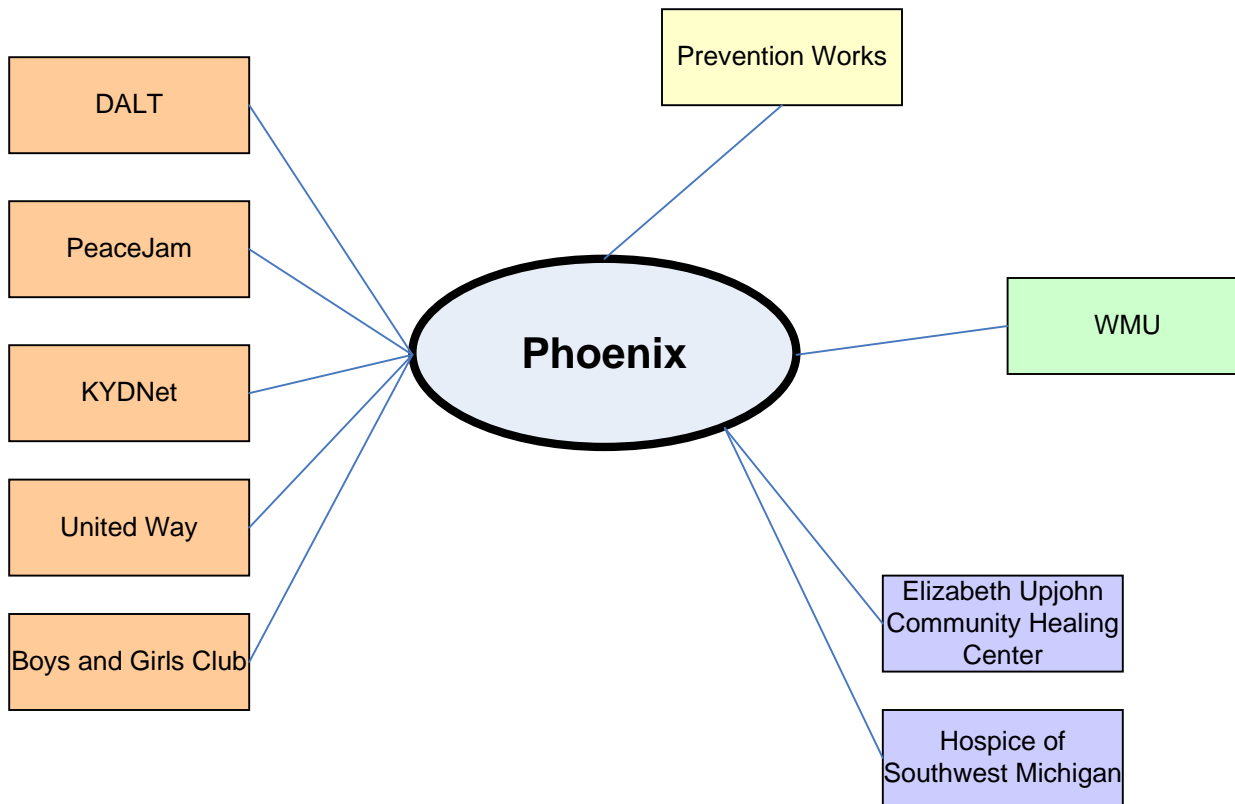 Prevention Works
DALT
PeaceJam
WMU
Phoenix
KYDNet
United Way
Elizabeth Upjohn
Community Healing
Center
Boys and Girls Club
Hospice of
Southwest Michigan